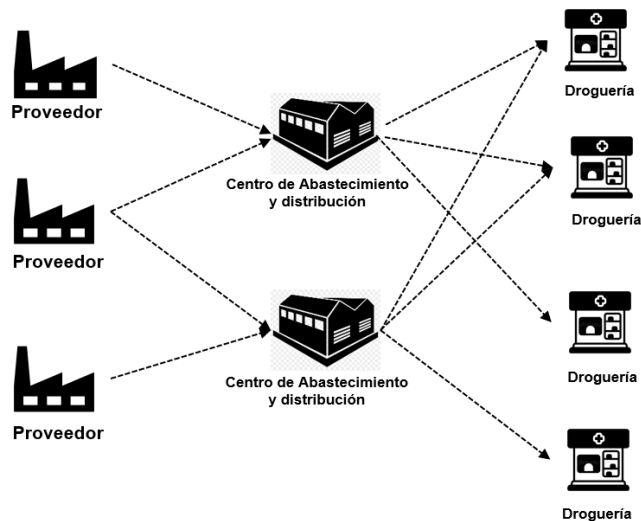 Proveedor
Centro de Abastecimiento
y distribución
Droguería
Droguería
Proveedor
Centro de Abastecimiento
y distribución
Droguería
Proveedor
Droguería